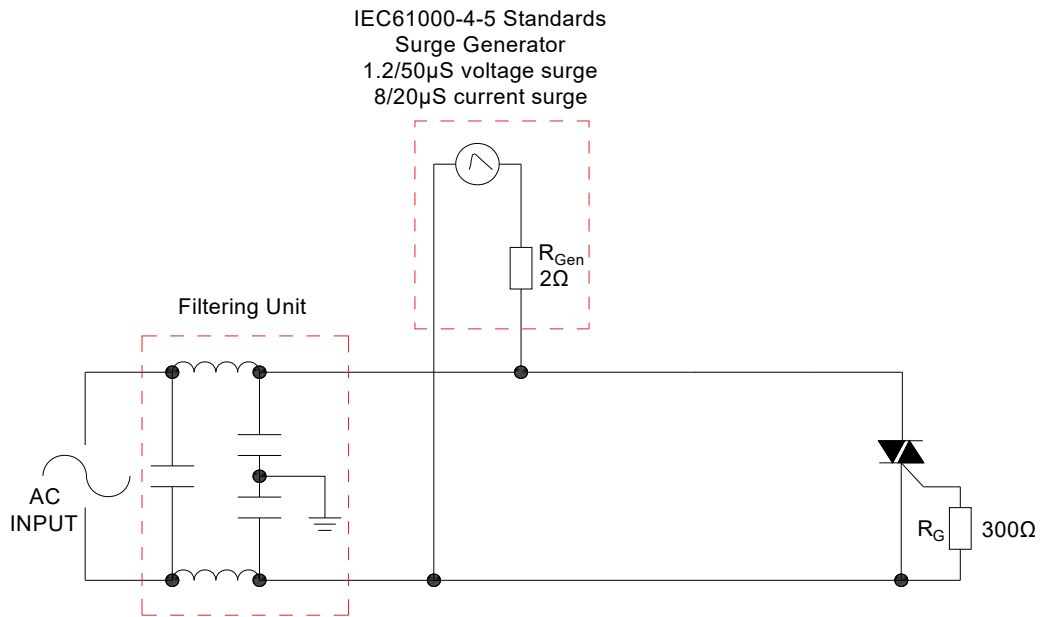 IEC61000-4-5 Standards
Surge Generator
1.2/50μS voltage surge
8/20μS current surge
RGen
2Ω
Filtering Unit
AC
INPUT
RG
300Ω